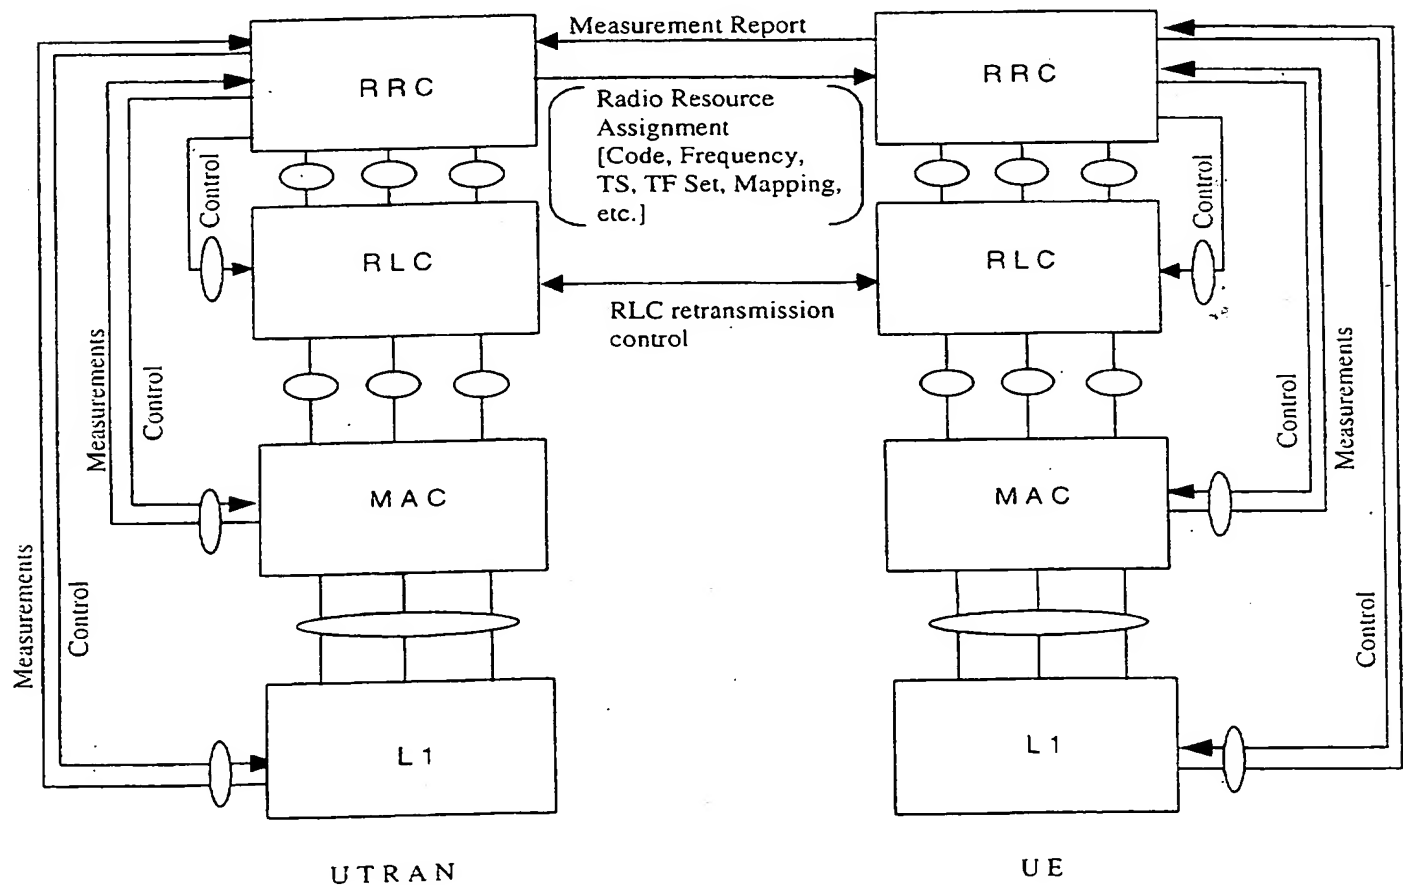 Measurement Report
RRC
RRC
Radio Resource
Assignment
[Code, Frequency,
TS, TF Set, Mapping,
etc.]
Control
Control
RLC
RLC
RLC retransmission
control
Measurements
Control
Control
Measurements
MAC
MAC
Measurements
Control
Control
L1
L1
UTRAN
UE